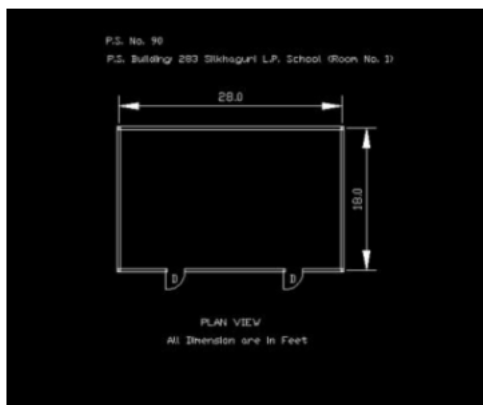 P.S. No. 90
P.S. Building: 283 Silkhaguri L.P. School (Room No. 1)
28.0
18.0
D D
PLAN VIEW
All Dimension are in Feet